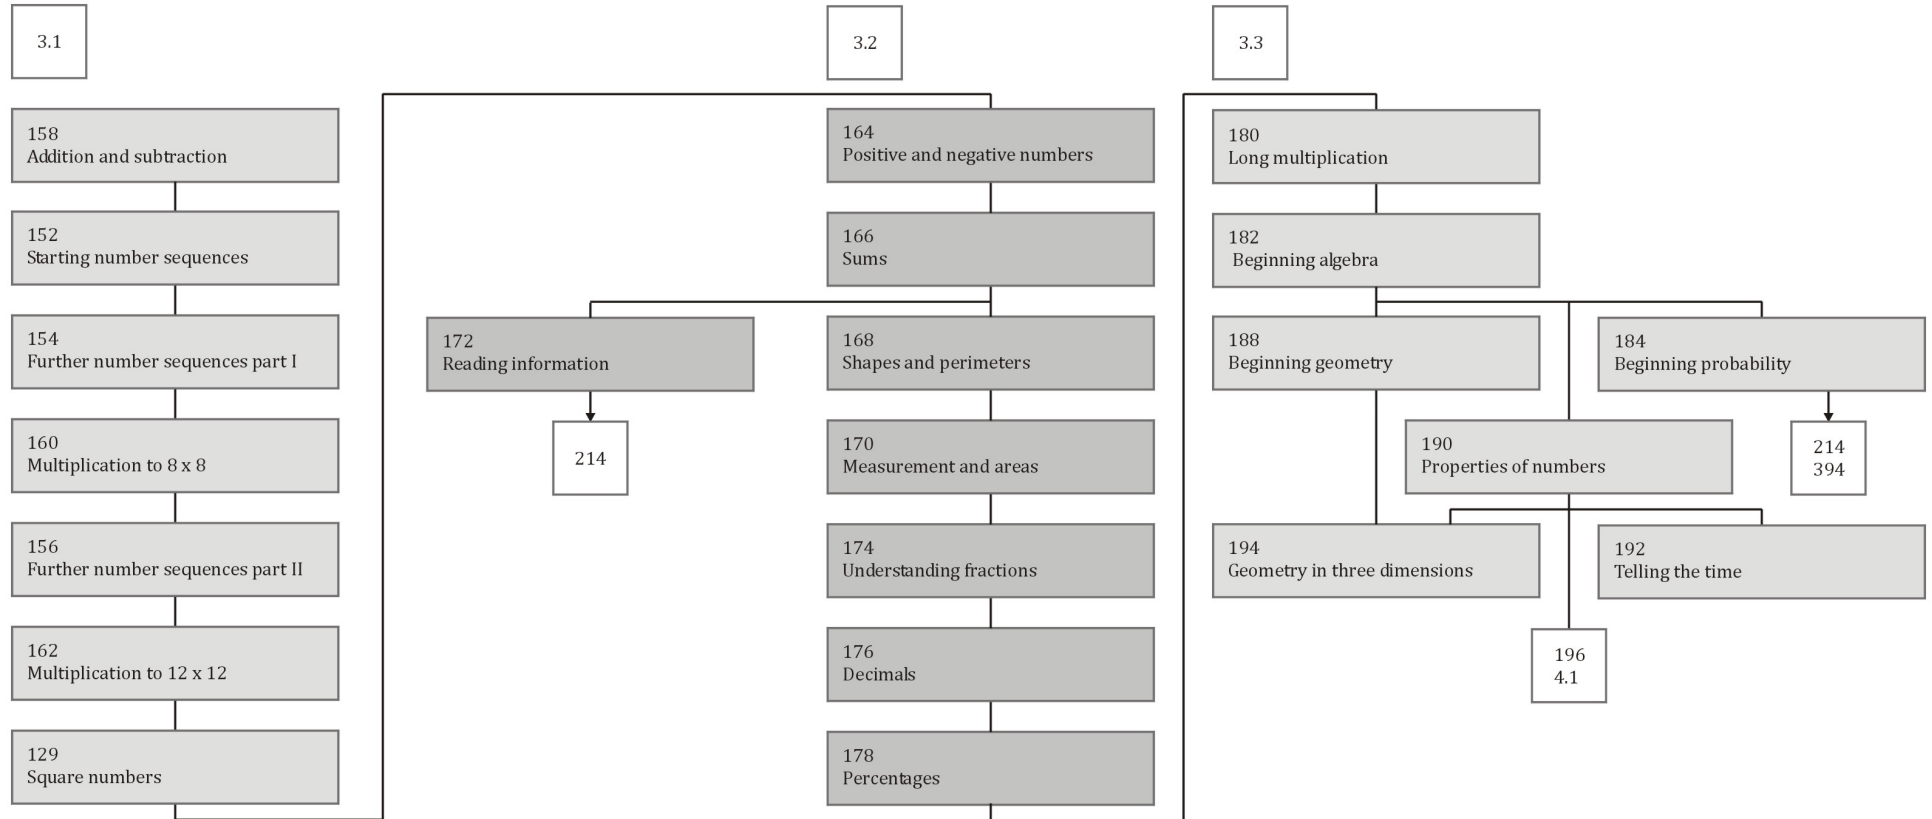 3.1
158
Addition and subtraction
152
Starting number sequences
154
Further number sequences part I
160
Multiplication to 8 x 8
156
Further number sequences part II
162
Multiplication to 12 x 12
129
Square numbers
3.2
164
Positive and negative numbers
166
Sums
172
Reading information
214
168
Shapes and perimeters
170
Measurement and areas
174
Understanding fractions
176
Decimals
178
Percentages
3.3
180
Long multiplication
182
Beginning algebra
188
Beginning geometry
184
Beginning probability
214
394
190
Properties of numbers
194
Geometry in three dimensions
192
Telling the time
196
4.1